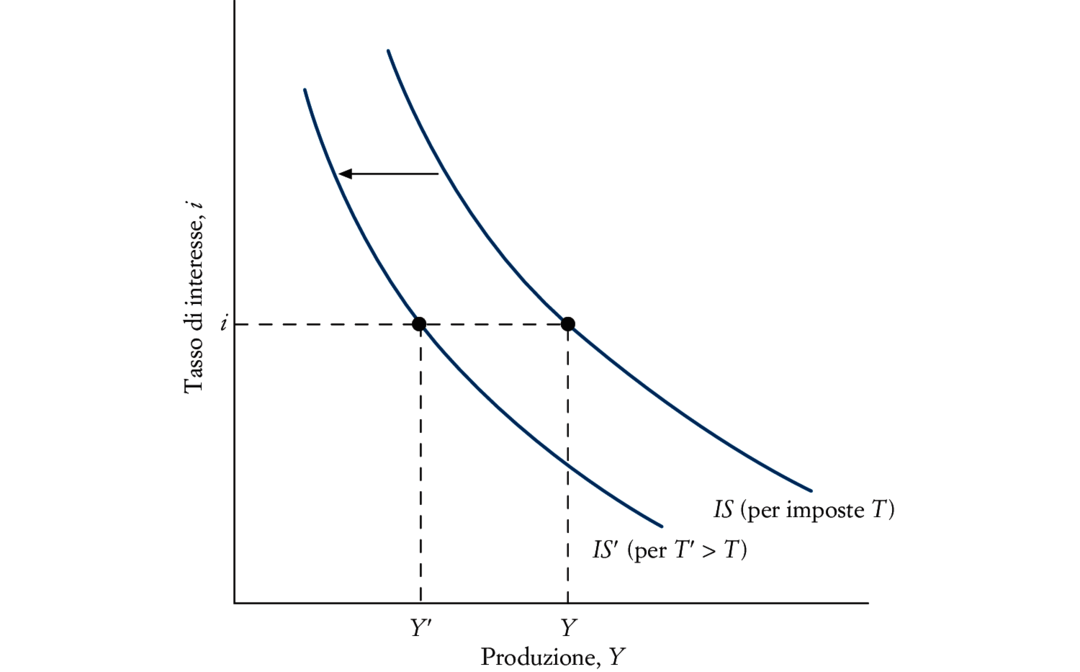 Tasso di interesse, i
i
IS (per imposte T)
IS' (per T' > T)
Y'
Y
Produzione, Y